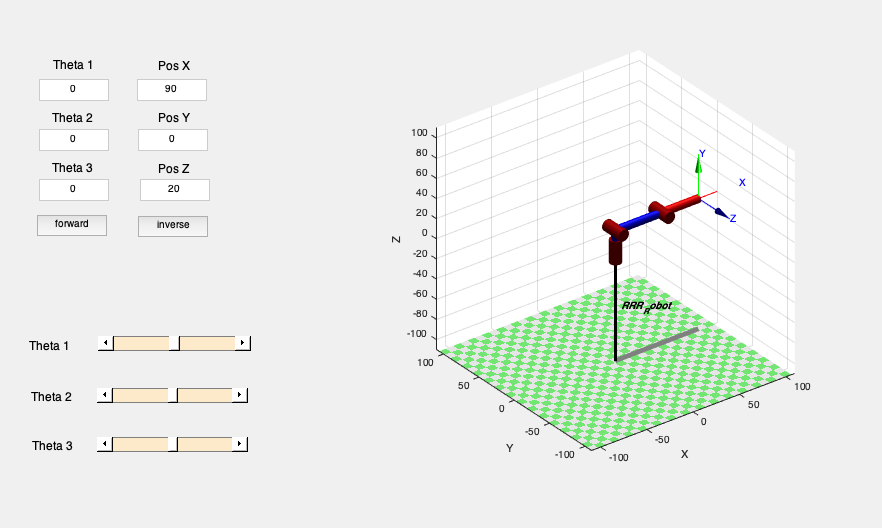 Theta 1
Pos X
0
90
Theta 2
Pos Y
0
0
Theta 3
Pos Z
0
20
forward
inverse
Theta 1
Theta 2
Theta 3
100
80
60
40
20
0
-20
-40
-60
-80
-100
Z
Y
X
Z
RRR_Robot
100
50
0
-50
-100
Y
-100
-50
0
50
100
X